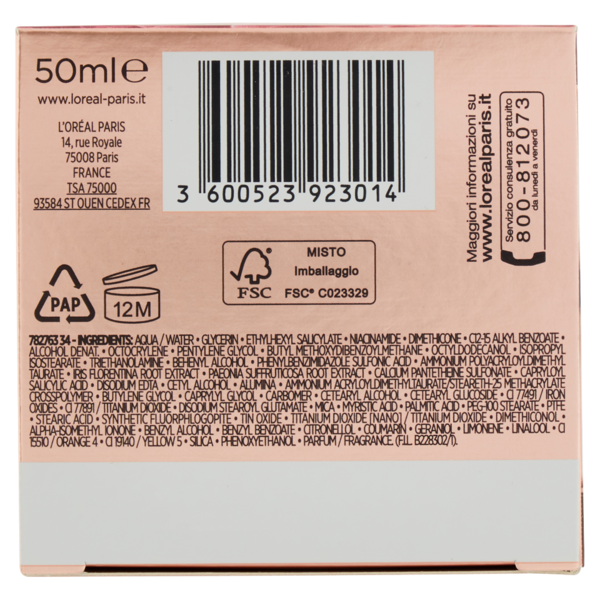 50ml e
www.loreal-paris.it
L'ORÉAL PARIS
14, rue Royale
75008 Paris
FRANCE
TSA 75000
93584 ST OUEN CEDEX FR
3 600523 923014
Maggiori informazioni su
www.lorealparis.it
Servizio consulenza gratuito
800-812073
da lunedì a venerdì
PAP
12M
FSC
MISTO
Imballaggio
FSC® C023329
782763 34 - INGREDIENTS: AQUA / WATER • GLYCERIN • ETHYLHEXYL SALICYLATE • NIACINAMIDE • DIMETHICONE • C12-15 ALKYL BENZOATE •
ALCOHOL DENAT. • OCTOCRYLENE • PENTYLENE GLYCOL • BUTYL METHOXYDIBENZOYLMETHANE • OCTYLDODECANOL • ISOPROPYL
ISOSTEARATE • TRIETHANOLAMINE • BEHENYL ALCOHOL • PHENYLBENZIMIDAZOLE SULFONIC ACID • AMMONIUM POLYACRYLOYLDIMETHYL
TAURATE • IRIS FLORENTINA ROOT EXTRACT • PAEONIA SUFFRUTICOSA ROOT EXTRACT • CALCIUM PANTETHEINE SULFONATE • CAPRYLOYL
SALICYLIC ACID • DISODIUM EDTA • CETYL ALCOHOL • ALUMINA • AMMONIUM ACRYLOYLDIMETHYLTAURATE/STEARETH-25 METHACRYLATE
CROSSPOLYMER • BUTYLENE GLYCOL • CAPRYLYL GLYCOL • CARBOMER • CETEARYL ALCOHOL • CETEARYL GLUCOSIDE • CI 77491 / IRON
OXIDES • CI 77891 / TITANIUM DIOXIDE • DISODIUM STEAROYL GLUTAMATE • MICA • MYRISTIC ACID • PALMITIC ACID • PEG-100 STEARATE • PTFE
• STEARIC ACID • SYNTHETIC FLUORPHLOGOPITE • TIN OXIDE • TITANIUM DIOXIDE [NANO] / TITANIUM DIOXIDE • DIMETHICONOL •
ALPHA-ISOMETHYL IONONE • BENZYL ALCOHOL • BENZYL BENZOATE • CITRONELLOL • COUMARIN • GERANIOL • LIMONENE • LINALOOL • CI
15510 / ORANGE 4 • CI 19140 / YELLOW 5 • SILICA • PHENOXYETHANOL • PARFUM / FRAGRANCE. (F.I.L. B228302/1).